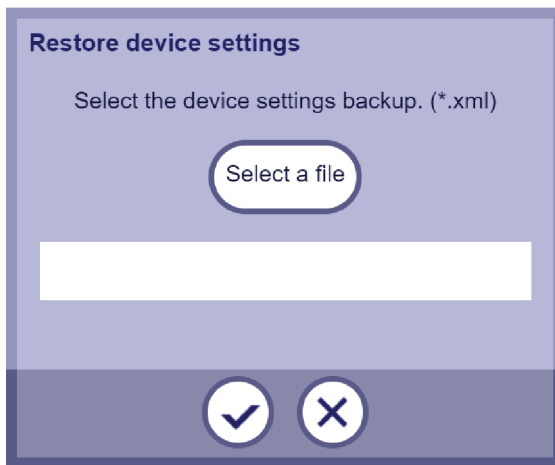 Restore device settings
Select the device settings backup. (*.xml)
Select a file